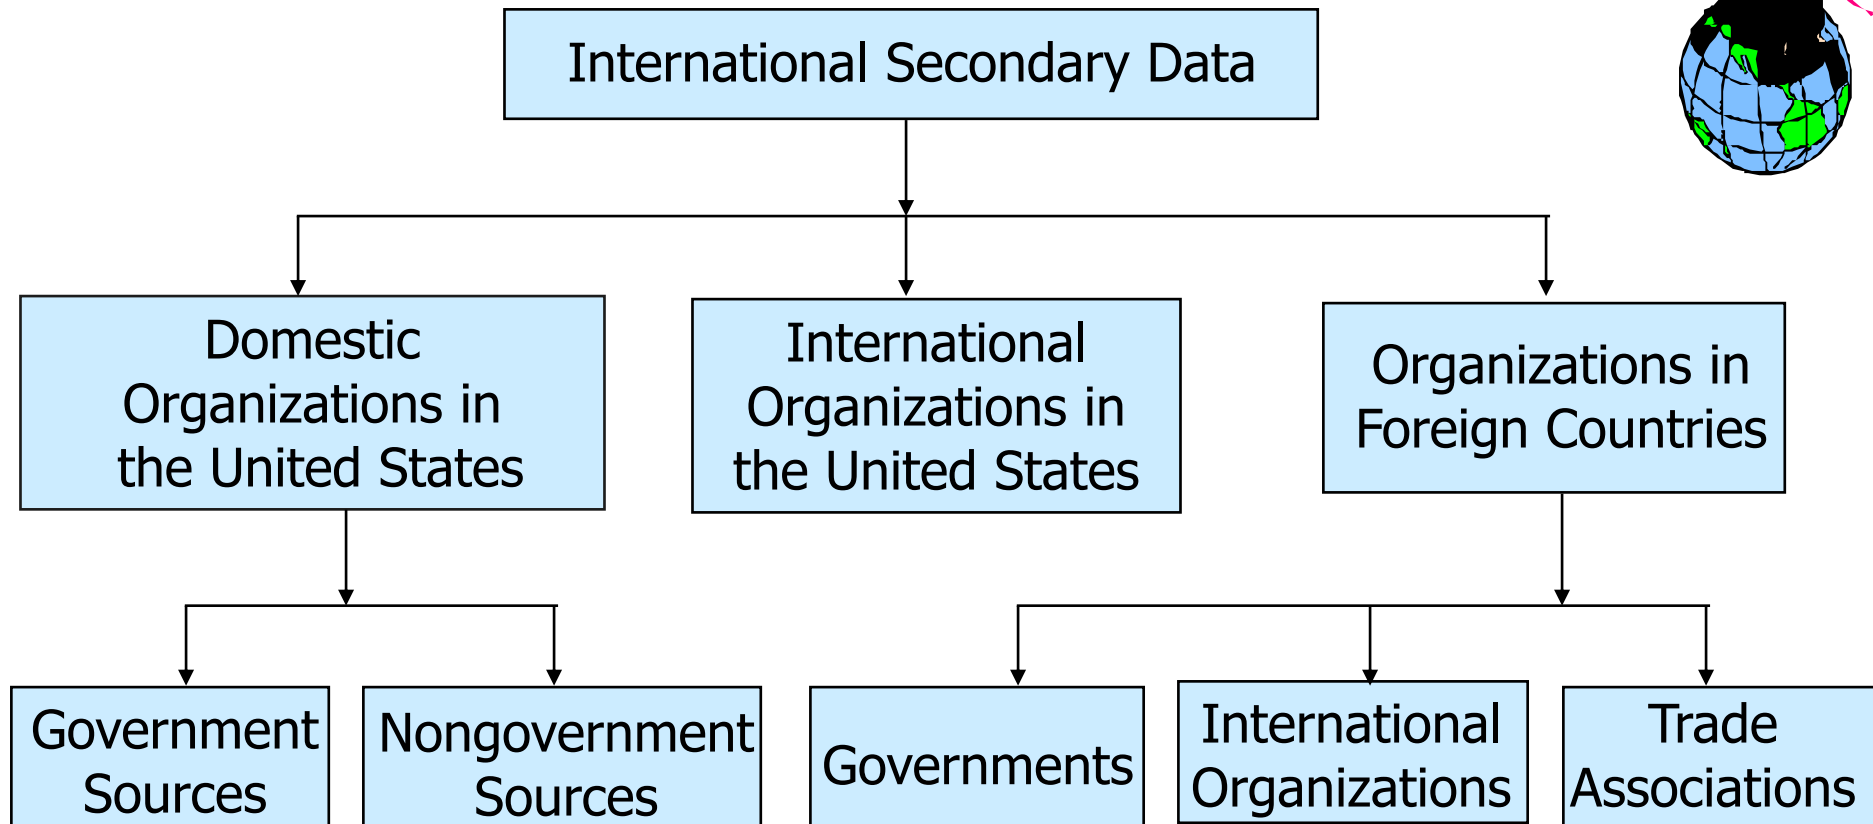 International Secondary Data
Domestic
Organizations in
the United States
International
Organizations in
the United States
Organizations in
Foreign Countries
Government
Sources
Nongovernment
Sources
Governments
International
Organizations
Trade
Associations